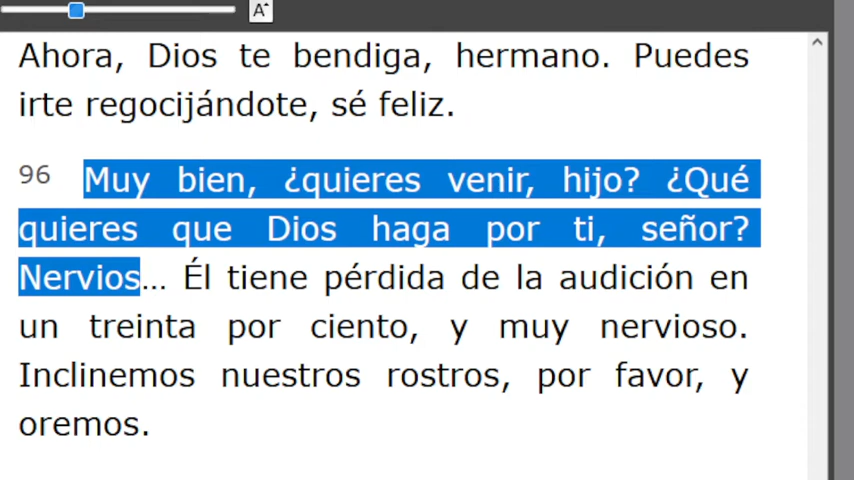 A^
Ahora, Dios te bendiga, hermano. Puedes
irte regocijándote, sé feliz.
96 Muy bien, ¿quieres venir, hijo? ¿Qué
quieres que Dios haga por ti, señor?
Nervios... Él tiene pérdida de la audición en
un treinta por ciento, y muy nervioso.
Inclinemos nuestros rostros, por favor, y
oremos.